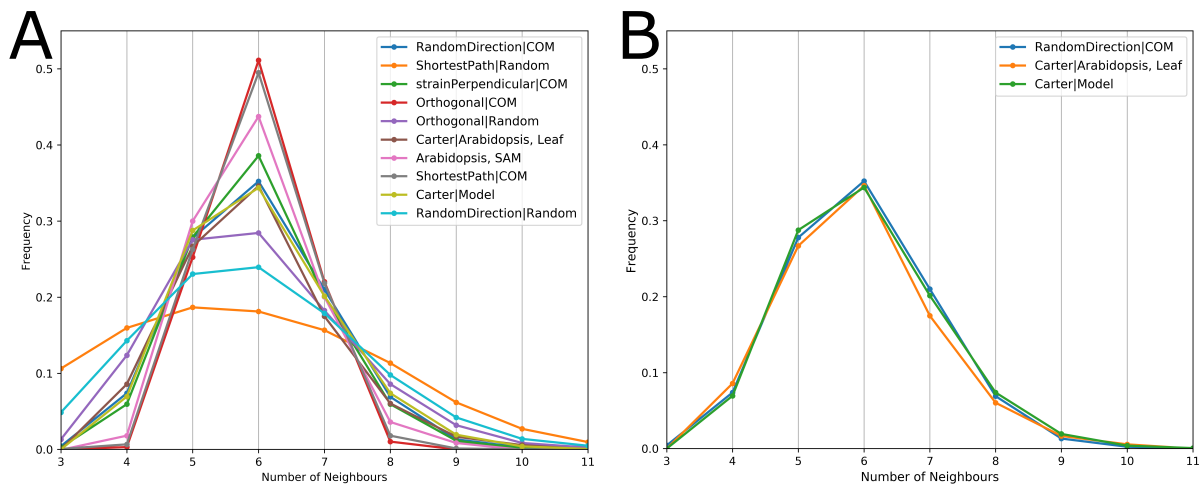 A
RandomDirection|COM
ShortestPath|Random
strainPerpendicular|COM
Orthogonal|COM
Orthogonal|Random
Carter|Arabidopsis, Leaf
Arabidopsis, SAM
ShortestPath|COM
Carter|Model
RandomDirection|Random
Frequency
0.5
0.4
0.3
0.2
0.1
0.0
3 4 5 6 7 8 9 10 11
Number of Neighbours
B
RandomDirection|COM
Carter|Arabidopsis, Leaf
Carter|Model
Frequency
0.5
0.4
0.3
0.2
0.1
0.0
3 4 5 6 7 8 9 10 11
Number of Neighbours